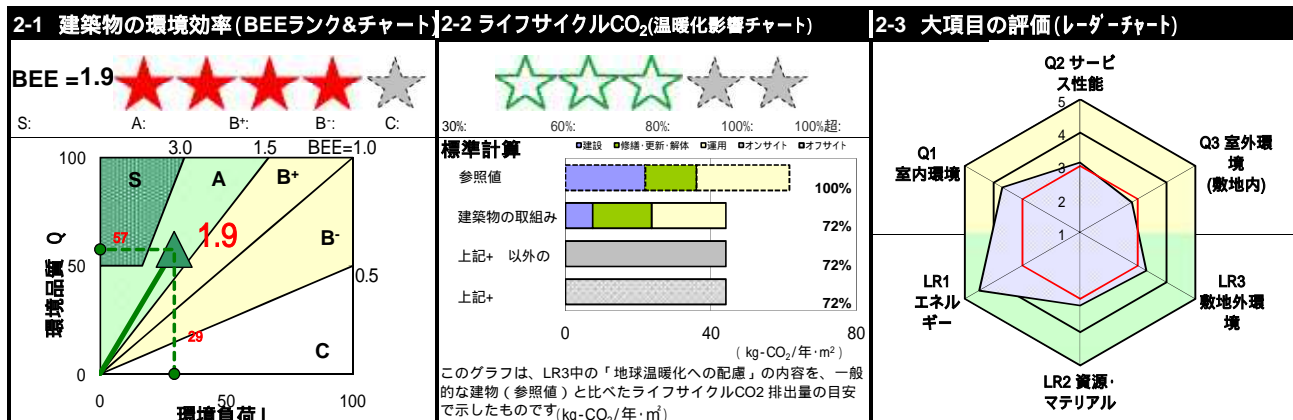 2-1 建築物の環境効率(BEEランク&チャート)
BEE =1.9
S: A: B+: B-: C:
3.0 1.5 BEE=1.0
100
S A B+
57
1.9
B-
50
0.5
29
C
0
0 50 100
環境品質 Q
環境負荷 L
2-2 ライフサイクルCO2(温暖化影響チャート)
30%: 60%: 80%: 100%: 100%超:
標準計算
建設 修繕・更新・解体 運用 オンサイト オフサイト
参照値 100%
建築物の取組み 72%
上記+ 以外の 72%
上記+ 72%
0 40 80
( kg-CO2/年・m2 )
このグラフは、LR3中の「地球温暖化への配慮」の内容を、一般
的な建物(参照値)と比べたライフサイクルCO2 排出量の目安
で示したものです(kg-CO2/年・㎡)
2-3 大項目の評価(レーダーチャート)
Q2 サービ
ス性能
5
4
3
2
1
Q1
室内環境
Q3 室外環
境
(敷地内)
LR1
エネル
ギー
LR3
敷地外環
境
LR2 資源・
マテリアル